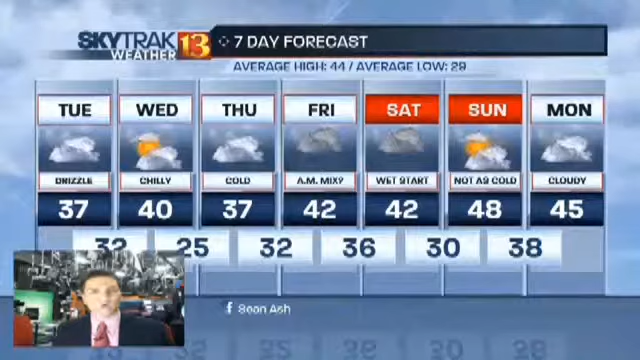 SKYTRAK 13 7 DAY FORECAST
WEATHER
AVERAGE HIGH: 44 / AVERAGE LOW: 29
TUE WED THU FRI SAT SUN MON
DRIZZLE CHILLY COLD A.M. MIX? WET START NOT AS COLD CLOUDY
37 40 37 42 42 48 45
32 25 32 36 30 38
f Sean Ash